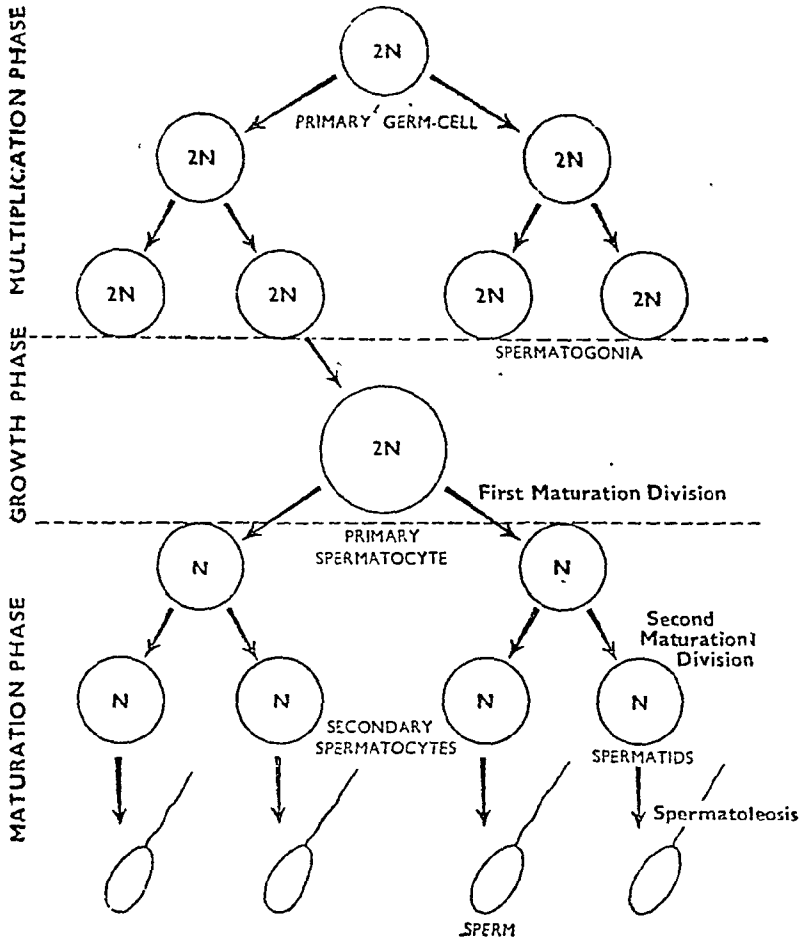 MULTIPLICATION PHASE
2N
PRIMARY GERM-CELL
2N
2N
2N
2N
2N
2N
SPERMATOGONIA
GROWTH PHASE
2N
First Maturation Division
PRIMARY
SPERMATOCYTE
MATURATION PHASE
N
N
Second
Maturation
Division
N
N
N
N
SECONDARY
SPERMATOCYTES
SPERMATIDS
Spermatoleosis
SPERM